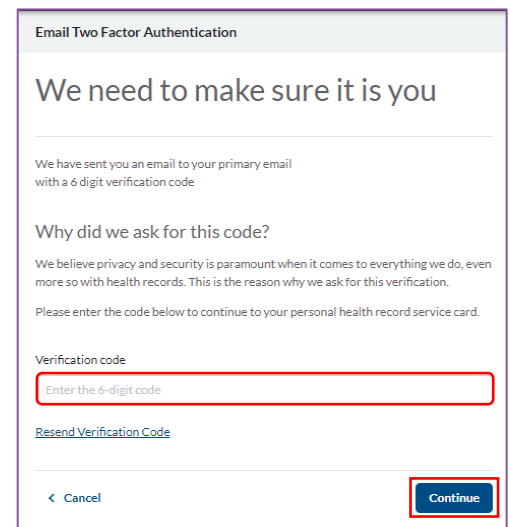 Email Two Factor Authentication
We need to make sure it is you
We have sent you an email to your primary email
with a 6 digit verification code
Why did we ask for this code?
We believe privacy and security is paramount when it comes to everything we do, even
more so with health records. This is the reason why we ask for this verification.
Please enter the code below to continue to your personal health record service card.
Verification code
Enter the 6-digit code
Resend Verification Code
< Cancel
Continue